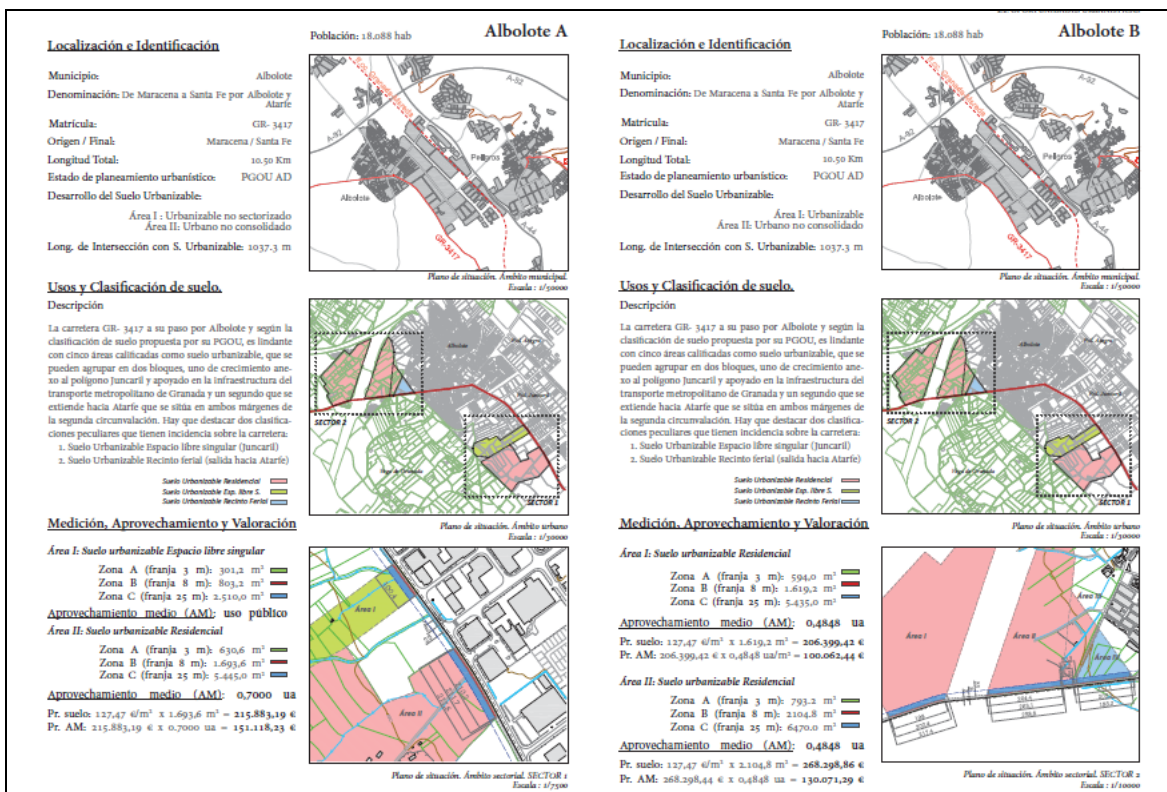 Población: 18.088 hab
Albolote A
Localización e Identificación
Municipio: Albolote
Denominación: De Maracena a Santa Fe por Albolote y
Atarfe
Matrícula: GR- 3417
Origen / Final: Maracena / Santa Fe
Longitud Total: 10.50 Km
Estado de planeamiento urbanístico: PGOU AD
Desarrollo del Suelo Urbanizable:
Área I : Urbanizable no sectorizado
Área II: Urbano no consolidado
Long. de Intersección con S. Urbanizable: 1037.3 m
A-92
A-92
Peligros
Albolote
GR-3417
A-44
Plano de situación. Ámbito municipal.
Escala : 1/50000
Usos y Clasificación de suelo.
Descripción
La carretera GR- 3417 a su paso por Albolote y según la
clasificación de suelo propuesta por su PGOU, es lindante
con cinco áreas calificadas como suelo urbanizable, que se
pueden agrupar en dos bloques, uno de crecimiento ane-
xo al polígono Juncaril y apoyado en la infraestructura del
transporte metropolitano de Granada y un segundo que se
extiende hacia Atarfe que se sitúa en ambos márgenes de
la segunda circunvalación. Hay que destacar dos clasifica-
ciones peculiares que tienen incidencia sobre la carretera:
1. Suelo Urbanizable Espacio libre singular (Juncaril)
2. Suelo Urbanizable Recinto ferial (salida hacia Atarfe)
Suelo Urbanizable Residencial
Suelo Urbanizable Esp. libre S.
Suelo Urbanizable Recinto Ferial
Albolote
SECTOR 2
Vega de Granada
SECTOR 1
Plano de situación. Ámbito urbano
Escala : 1/30000
Medición, Aprovechamiento y Valoración
Área I: Suelo urbanizable Espacio libre singular
Zona A (franja 3 m): 301,2 m²
Zona B (franja 8 m): 803,2 m²
Zona C (franja 25 m): 2.510,0 m²
Aprovechamiento medio (AM): uso público
Área II: Suelo urbanizable Residencial
Zona A (franja 3 m): 630,6 m²
Zona B (franja 8 m): 1.693,6 m²
Zona C (franja 25 m): 5.445,0 m²
Aprovechamiento medio (AM): 0,7000 ua
Pr. suelo: 127,47 €/m² x 1.693,6 m² = 215.883,19 €
Pr. AM: 215.883,19 € x 0.7000 ua = 151.118,23 €
Área I
Área II
Plano de situación. Ámbito sectorial. SECTOR 1
Escala : 1/7500
Población: 18.088 hab
Albolote B
Localización e Identificación
Municipio: Albolote
Denominación: De Maracena a Santa Fe por Albolote y
Atarfe
Matrícula: GR- 3417
Origen / Final: Maracena / Santa Fe
Longitud Total: 10.50 Km
Estado de planeamiento urbanístico: PGOU AD
Desarrollo del Suelo Urbanizable:
Área I: Urbanizable
Área II: Urbano no consolidado
Long. de Intersección con S. Urbanizable: 1037.3 m
A-92
A-92
Peligros
Albolote
GR-3417
A-44
Plano de situación. Ámbito municipal.
Escala : 1/50000
Usos y Clasificación de suelo.
Descripción
La carretera GR- 3417 a su paso por Albolote y según la
clasificación de suelo propuesta por su PGOU, es lindante
con cinco áreas calificadas como suelo urbanizable, que se
pueden agrupar en dos bloques, uno de crecimiento ane-
xo al polígono Juncaril y apoyado en la infraestructura del
transporte metropolitano de Granada y un segundo que se
extiende hacia Atarfe que se sitúa en ambos márgenes de
la segunda circunvalación. Hay que destacar dos clasifica-
ciones peculiares que tienen incidencia sobre la carretera:
1. Suelo Urbanizable Espacio libre singular (Juncaril)
2. Suelo Urbanizable Recinto ferial (salida hacia Atarfe)
Suelo Urbanizable Residencial
Suelo Urbanizable Esp. libre S.
Suelo Urbanizable Recinto Ferial
Albolote
SECTOR 2
Vega de Granada
SECTOR 1
Plano de situación. Ámbito urbano
Escala : 1/30000
Medición, Aprovechamiento y Valoración
Área I: Suelo urbanizable Residencial
Zona A (franja 3 m): 594,0 m²
Zona B (franja 8 m): 1.619,2 m²
Zona C (franja 25 m): 5.435,0 m²
Aprovechamiento medio (AM): 0,4848 ua
Pr. suelo: 127,47 €/m² x 1.619,2 m² = 206.399,42 €
Pr. AM: 206.399,42 € x 0,4848 ua/m² = 100.062,44 €
Área II: Suelo urbanizable Residencial
Zona A (franja 3 m): 793.2 m²
Zona B (franja 8 m): 2104.8 m²
Zona C (franja 25 m): 6470.0 m²
Aprovechamiento medio (AM): 0,4848 ua
Pr. suelo: 127,47 €/m² x 2.104,8 m² = 268.298,86 €
Pr. AM: 268.298,44 € x 0,4848 ua = 130.071,29 €
Área I
Área II
Área III
Área IV
Plano de situación. Ámbito sectorial. SECTOR 2
Escala : 1/10000